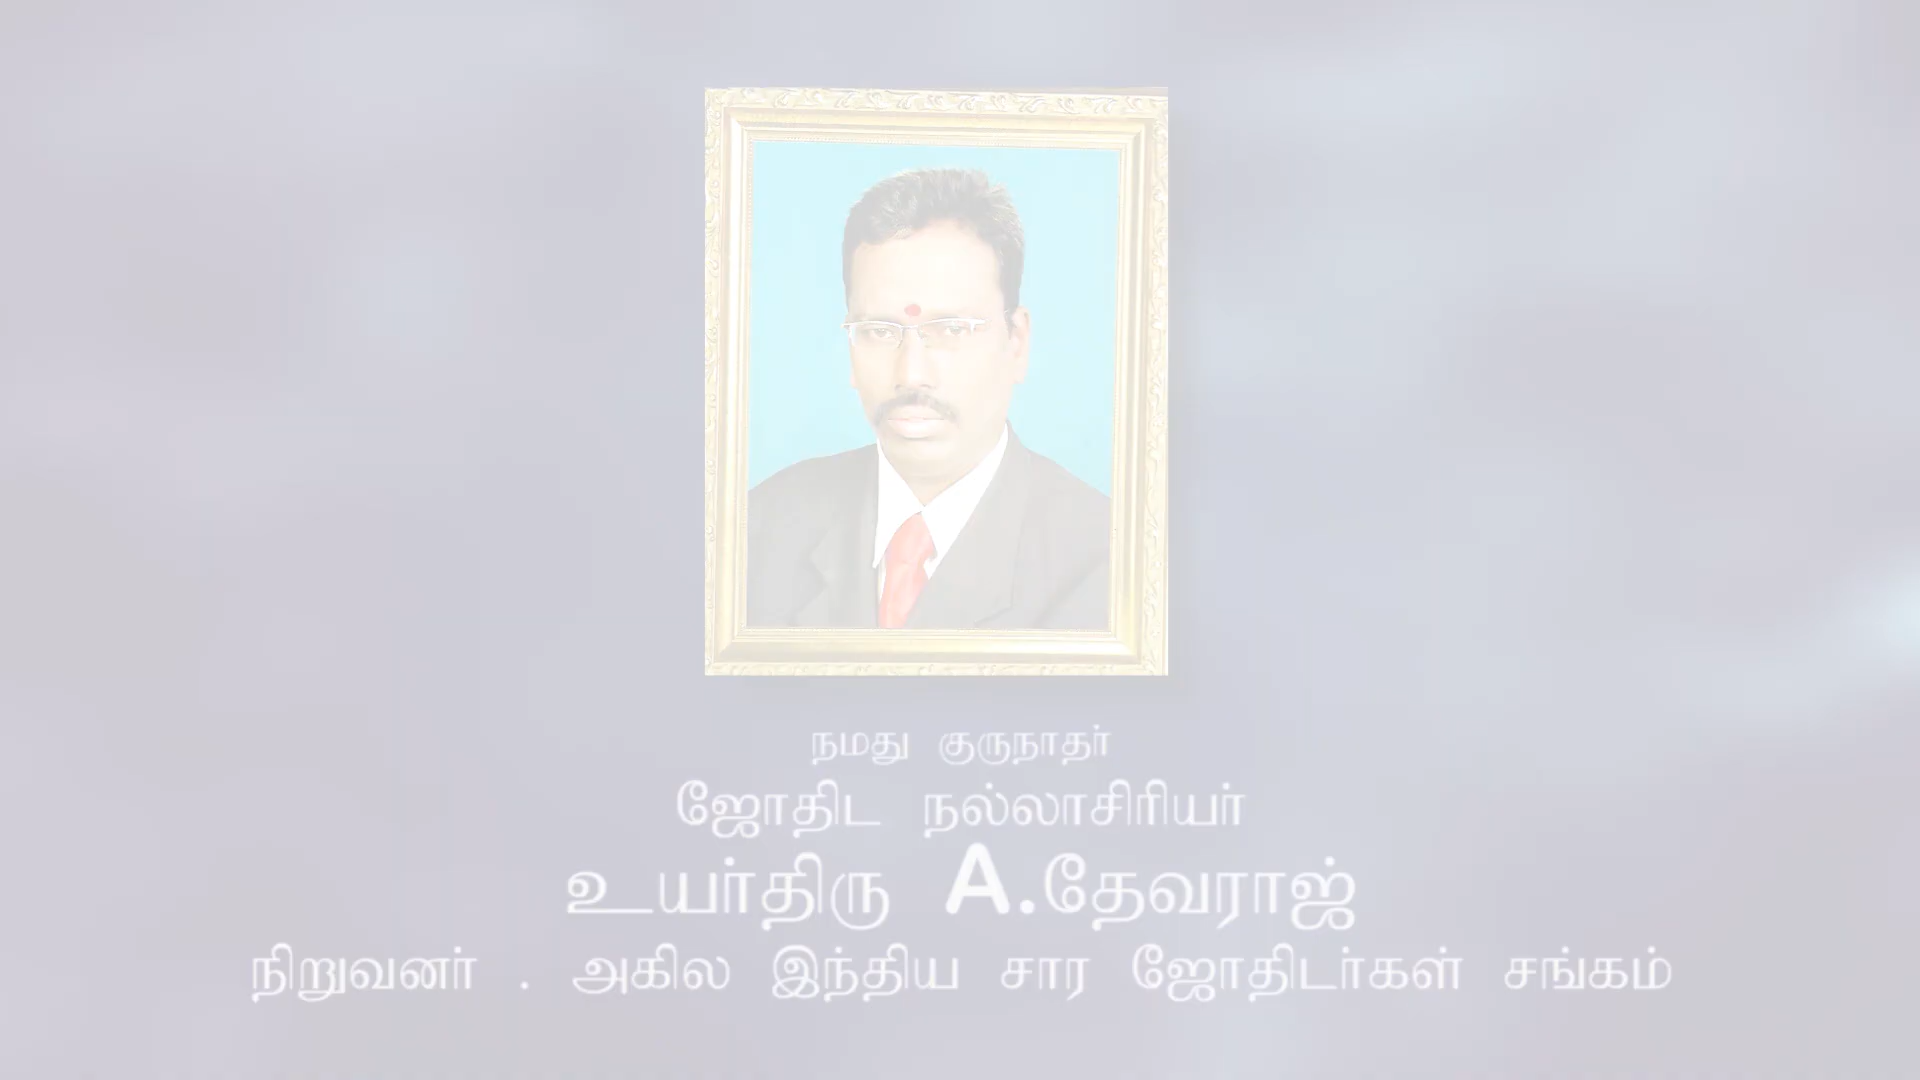 நமது குருநாதர்
ஜோதிட நல்லாசிரியர்
உயர்திரு A.தேவராஜ்
நிறுவனர் . அகில இந்திய சார ஜோதிடர்கள் சங்கம்